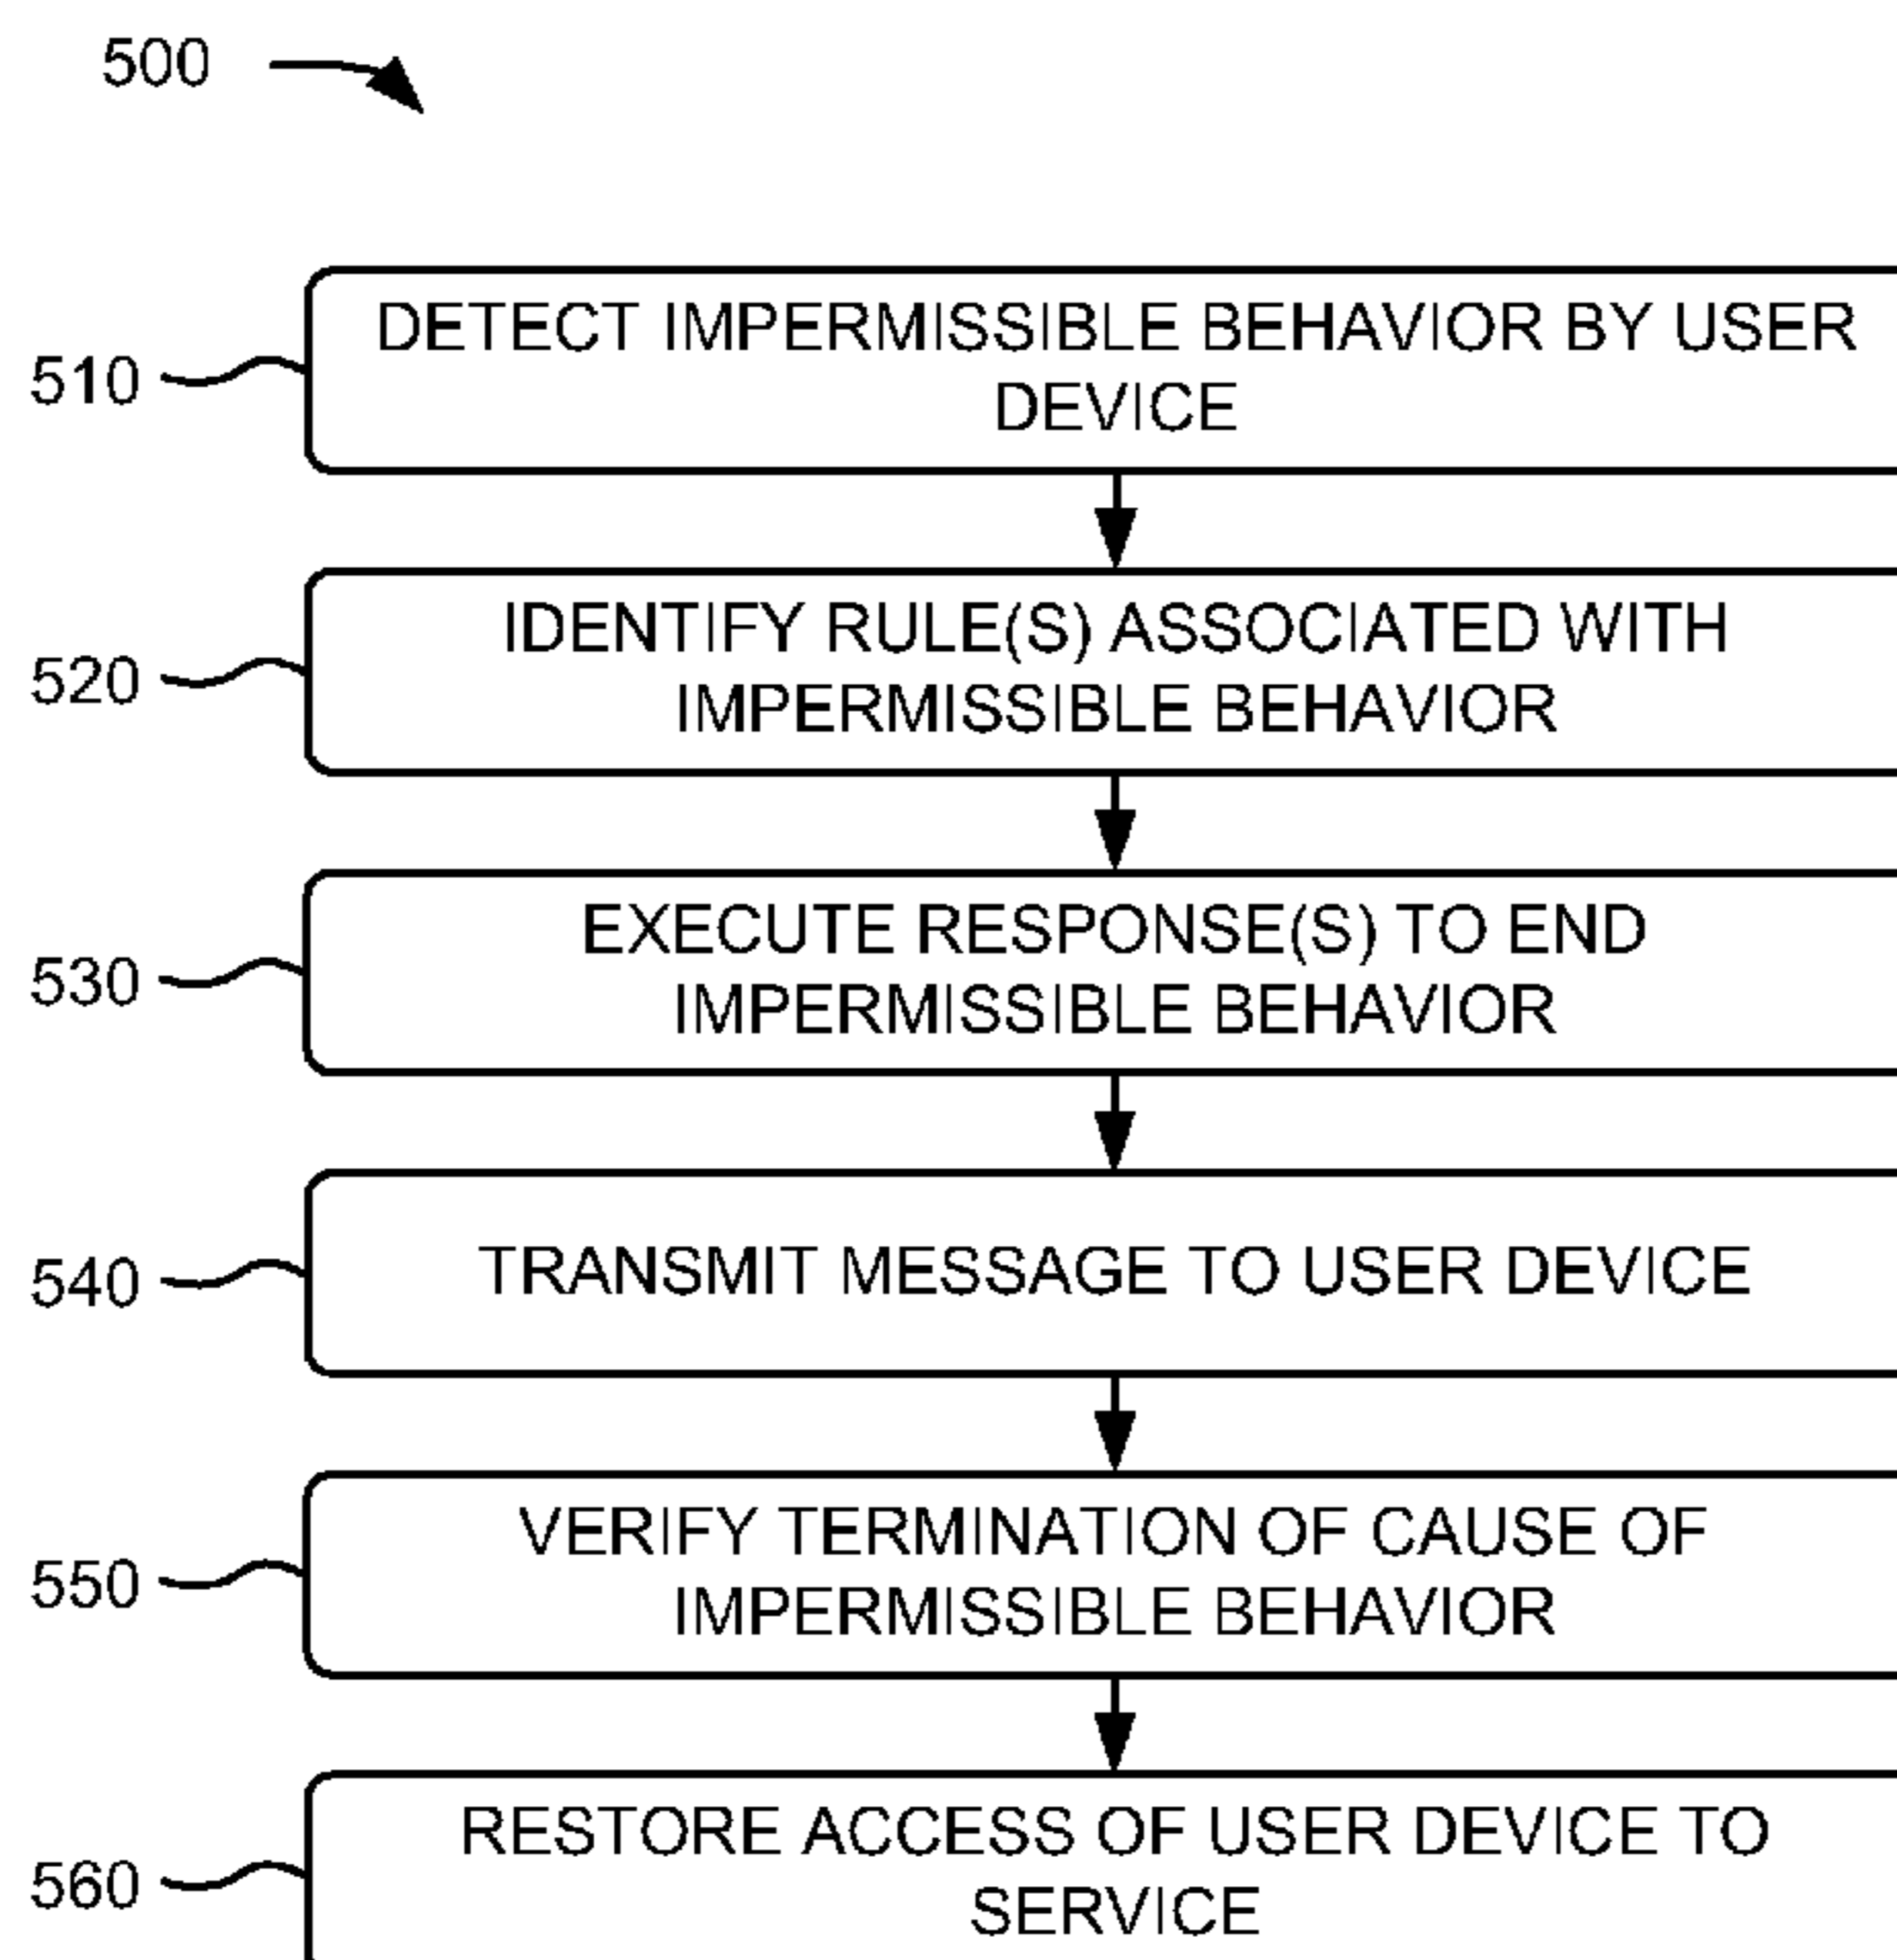 500
DETECT IMPERMISSIBLE BEHAVIOR BY USER
DEVICE
510
IDENTIFY RULE(S) ASSOCIATED WITH
IMPERMISSIBLE BEHAVIOR
520
EXECUTE RESPONSE(S) TO END
IMPERMISSIBLE BEHAVIOR
530
TRANSMIT MESSAGE TO USER DEVICE
540
VERIFY TERMINATION OF CAUSE OF
IMPERMISSIBLE BEHAVIOR
550
RESTORE ACCESS OF USER DEVICE TO
SERVICE
560